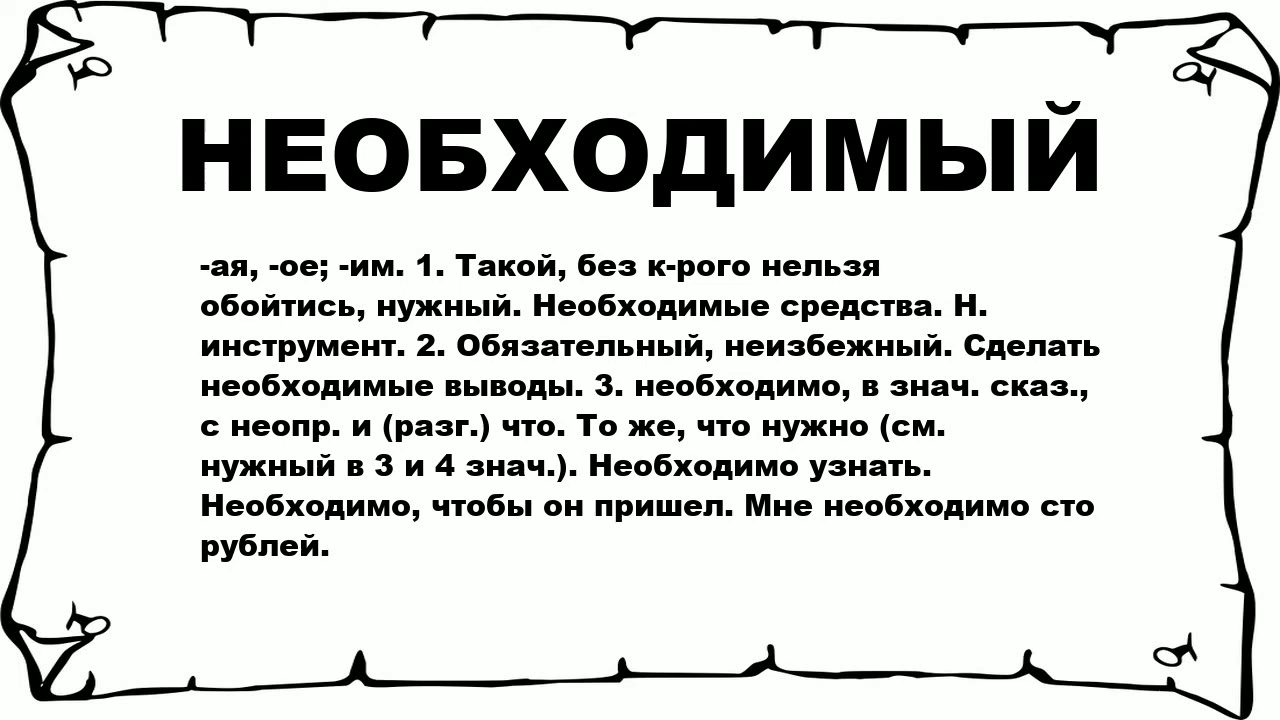 НЕОБХОДИМЫЙ
-ая, -ое; -им. 1. Такой, без к-рого нельзя
обойтись, нужный. Необходимые средства. Н.
инструмент. 2. Обязательный, неизбежный. Сделать
необходимые выводы. 3. необходимо, в знач. сказ.,
с неопр. и (разг.) что. То же, что нужно (см.
нужный в 3 и 4 знач.). Необходимо узнать.
Необходимо, чтобы он пришел. Мне необходимо сто
рублей.